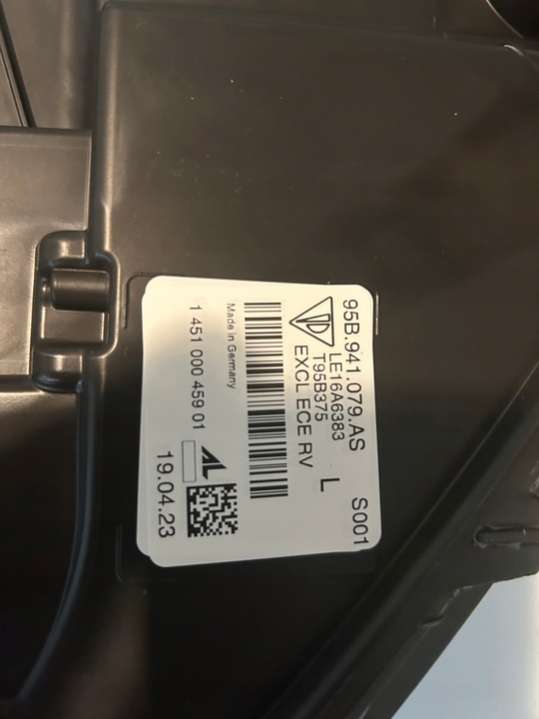 95B.941.079.AS S001
LE16A6383
T95B375 L
EXCL ECE RV
Made in Germany
1 451 000 459 01
AL
19.04.23